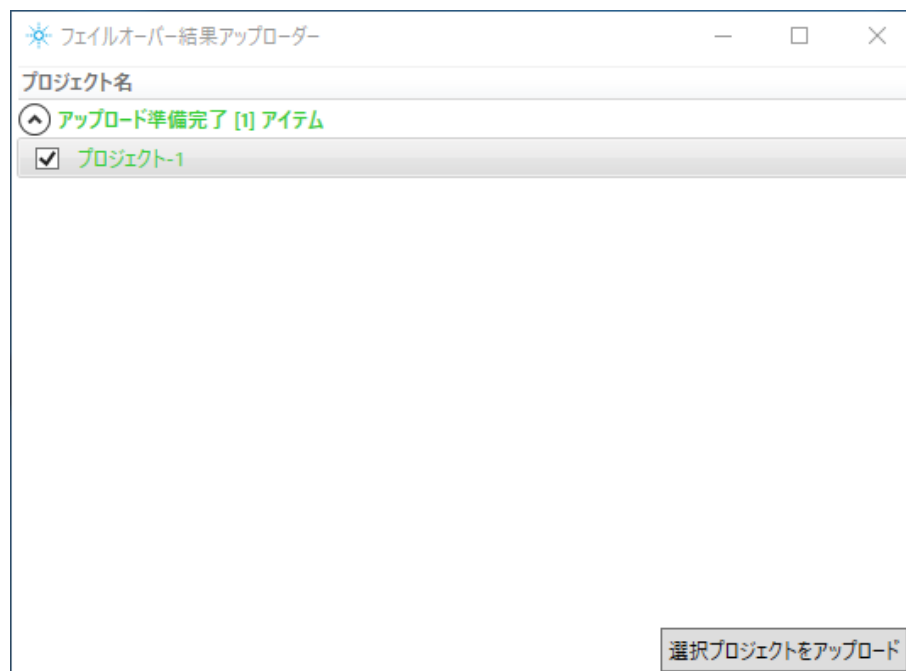 フェイルオーバー結果アップローダー
プロジェクト名
アップロード準備完了 [1] アイテム
プロジェクト-1
選択プロジェクトをアップロード